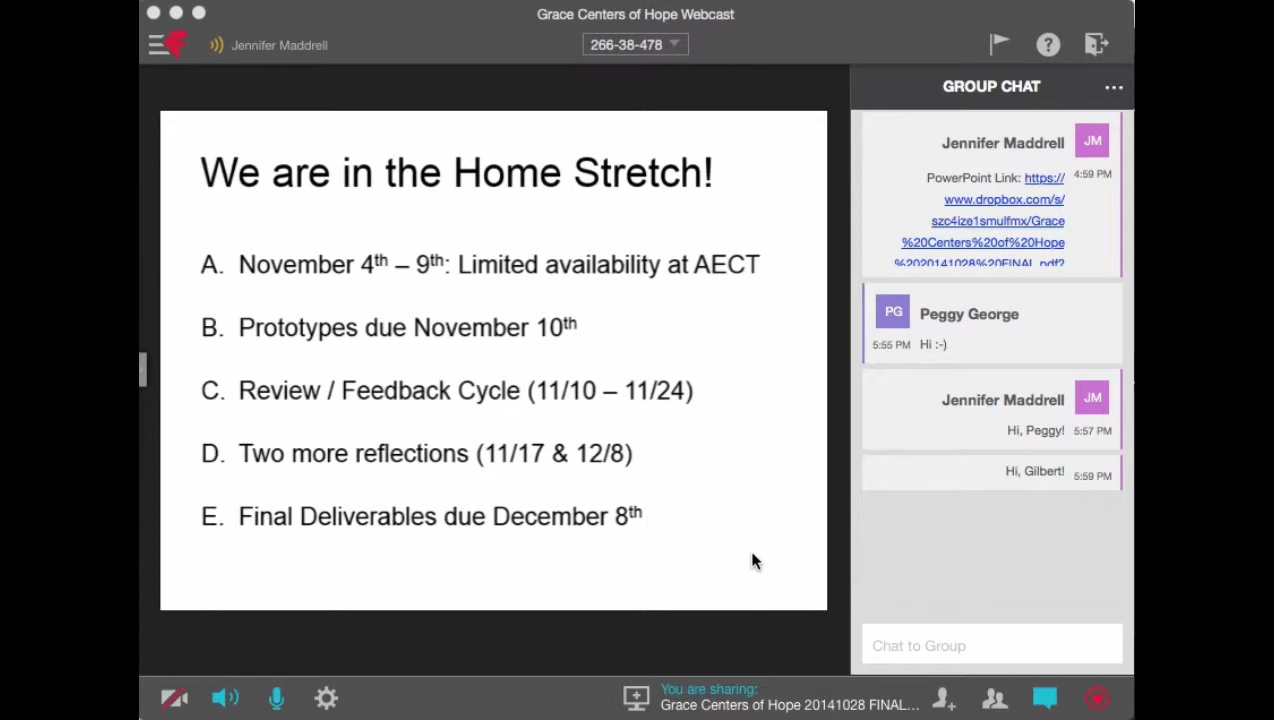 Grace Centers of Hope Webcast
Jennifer Maddrell
266-38-478
?
We are in the Home Stretch!
A. November 4th – 9th: Limited availability at AECT
B. Prototypes due November 10th
C. Review / Feedback Cycle (11/10 – 11/24)
D. Two more reflections (11/17 & 12/8)
E. Final Deliverables due December 8th
GROUP CHAT
Jennifer Maddrell
JM
PowerPoint Link: https://
4:59 PM
www.dropbox.com/s/
szc4ize1smulfmx/Grace
%20Centers%20of%20Hope
%2020141028%20FINAL.pdf?
PG
Peggy George
5:55 PM
Hi :-)
Jennifer Maddrell
JM
Hi, Peggy!
5:57 PM
Hi, Gilbert!
5:59 PM
Chat to Group
You are sharing:
Grace Centers of Hope 20141028 FINAL...